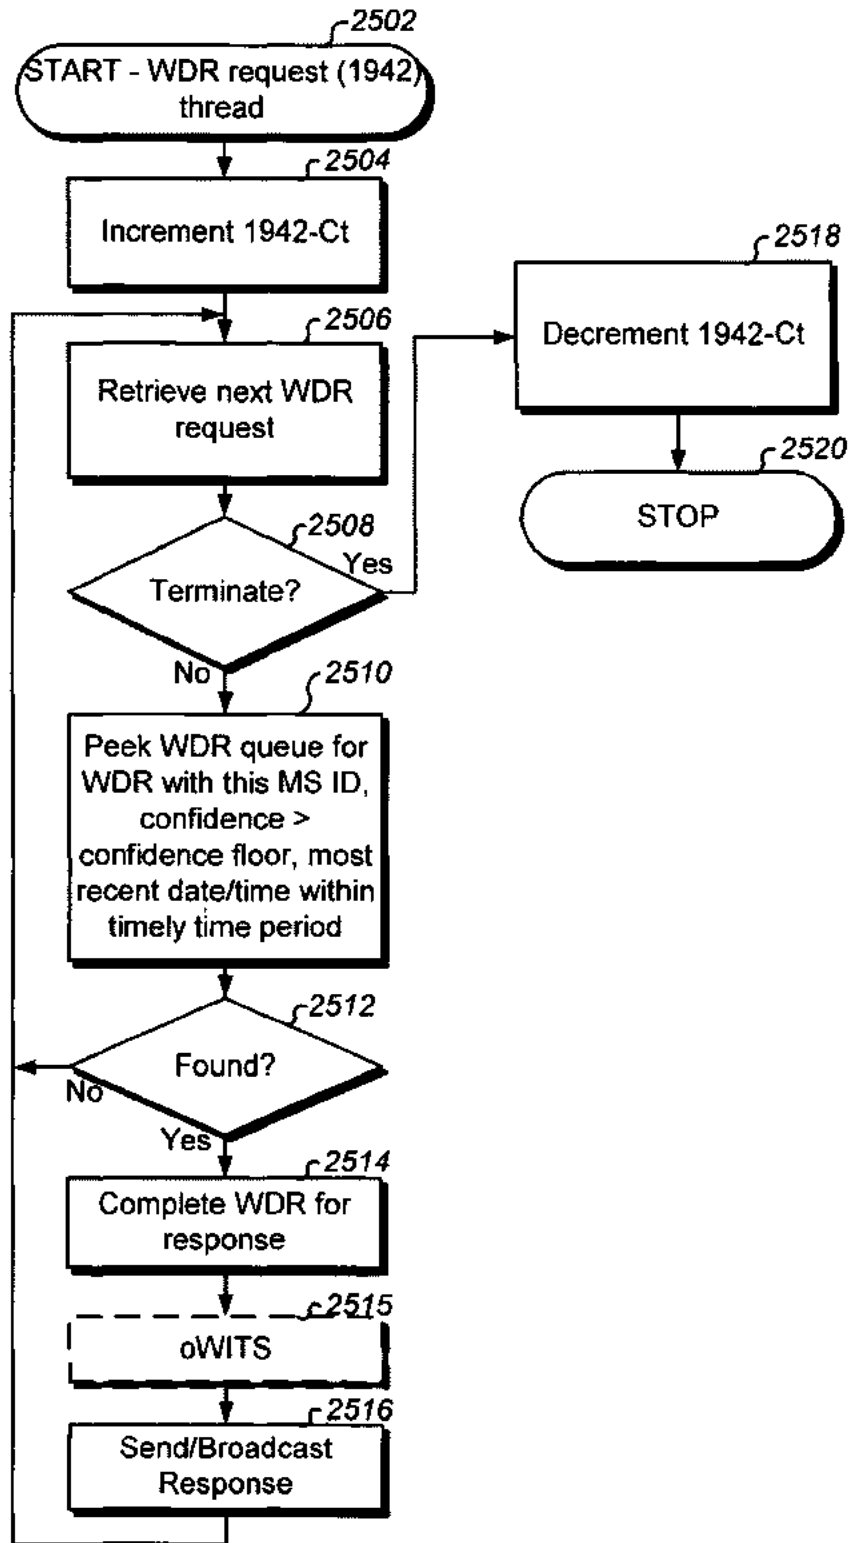 2502
START - WDR request (1942)
thread
2504
Increment 1942-Ct
2506
Retrieve next WDR
request
2508
Terminate?
Yes
No
2518
Decrement 1942-Ct
2520
STOP
2510
Peek WDR queue for
WDR with this MS ID,
confidence >
confidence floor, most
recent date/time within
timely time period
2512
Found?
No
Yes
2514
Complete WDR for
response
2515
oWITS
2516
Send/Broadcast
Response